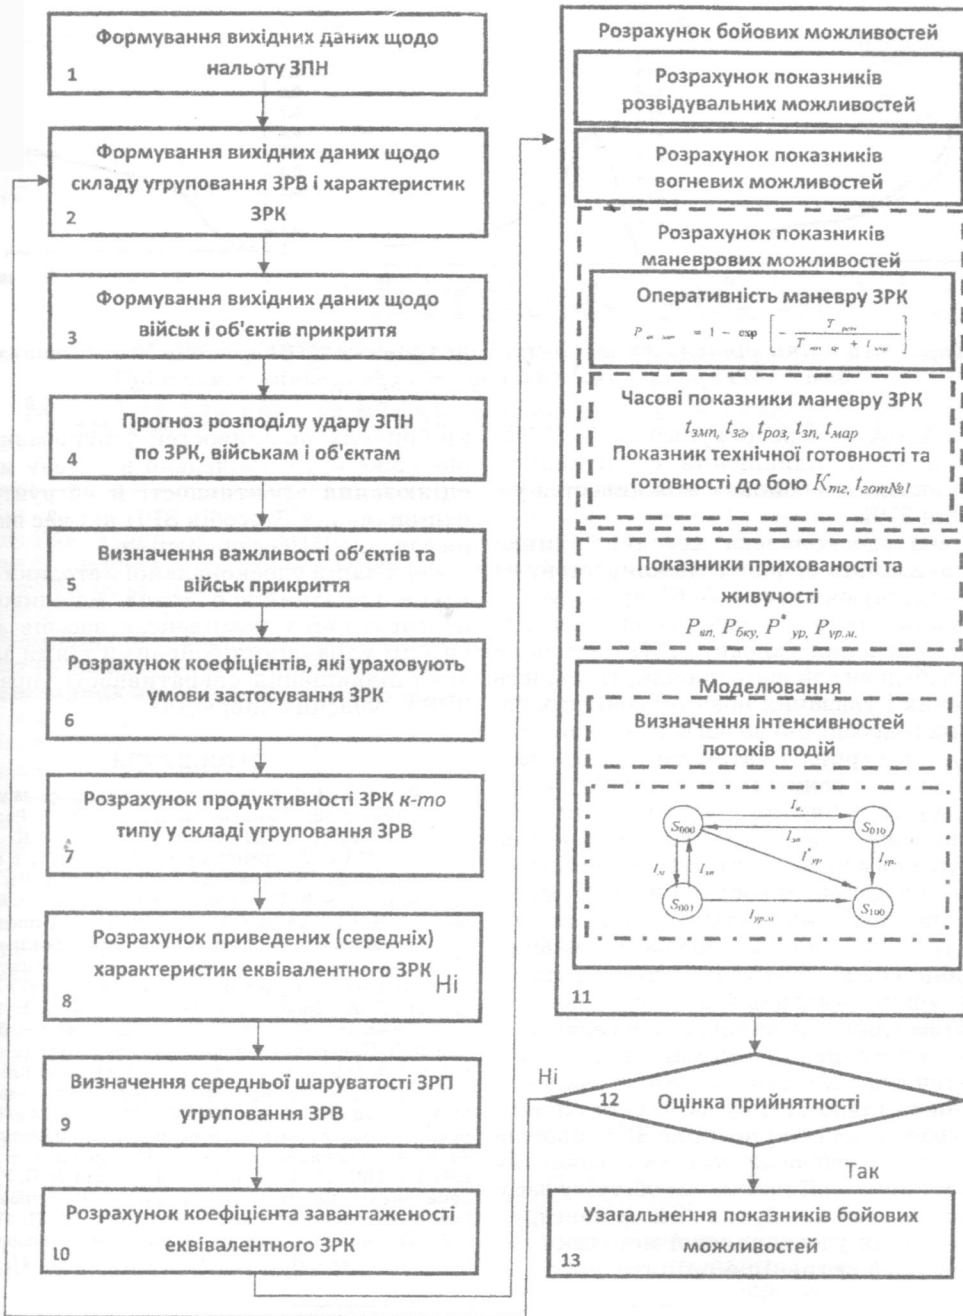 Формування вихідних даних щодо
нальоту ЗПН
1
Формування вихідних даних щодо
складу угруповання ЗРВ і характеристик
ЗРК
2
Формування вихідних даних щодо
військ і об'єктів прикриття
3
Прогноз розподілу удару ЗПН
по ЗРК, військам і об'єктам
4
Визначення важливості об’єктів та
військ прикриття
5
Розрахунок коефіцієнтів, які ураховують
умови застосування ЗРК
6
Розрахунок продуктивності ЗРК к-то
типу у складі угруповання ЗРВ
7
Розрахунок приведених (середніх)
характеристик еквівалентного ЗРК
Ні
8
Визначення середньої шаруватості ЗРП
угруповання ЗРВ
9
Розрахунок коефіцієнта завантаженості
еквівалентного ЗРК
10
Розрахунок бойових можливостей
Розрахунок показників
розвідувальних можливостей
Розрахунок показників
вогневих можливостей
Розрахунок показників
маневрових можливостей
Оперативність маневру ЗРК
= 1 − exp
Часові показники маневру ЗРК
tзмп, tзг, tроз, tзп, tмар
Показник технічної готовності та
готовності до бою Kтг, tгот№1
Показники прихованості та
живучості
Pвп, Pбку, P*ур, Pур.м.
Моделювання
Визначення інтенсивностей
потоків подій
S000 S010
Iзп
I*ур
Iур.
Iм
S001 S100
Iур.м
11
Ні
12
Оцінка прийнятності
Так
Узагальнення показників бойових
можливостей
13